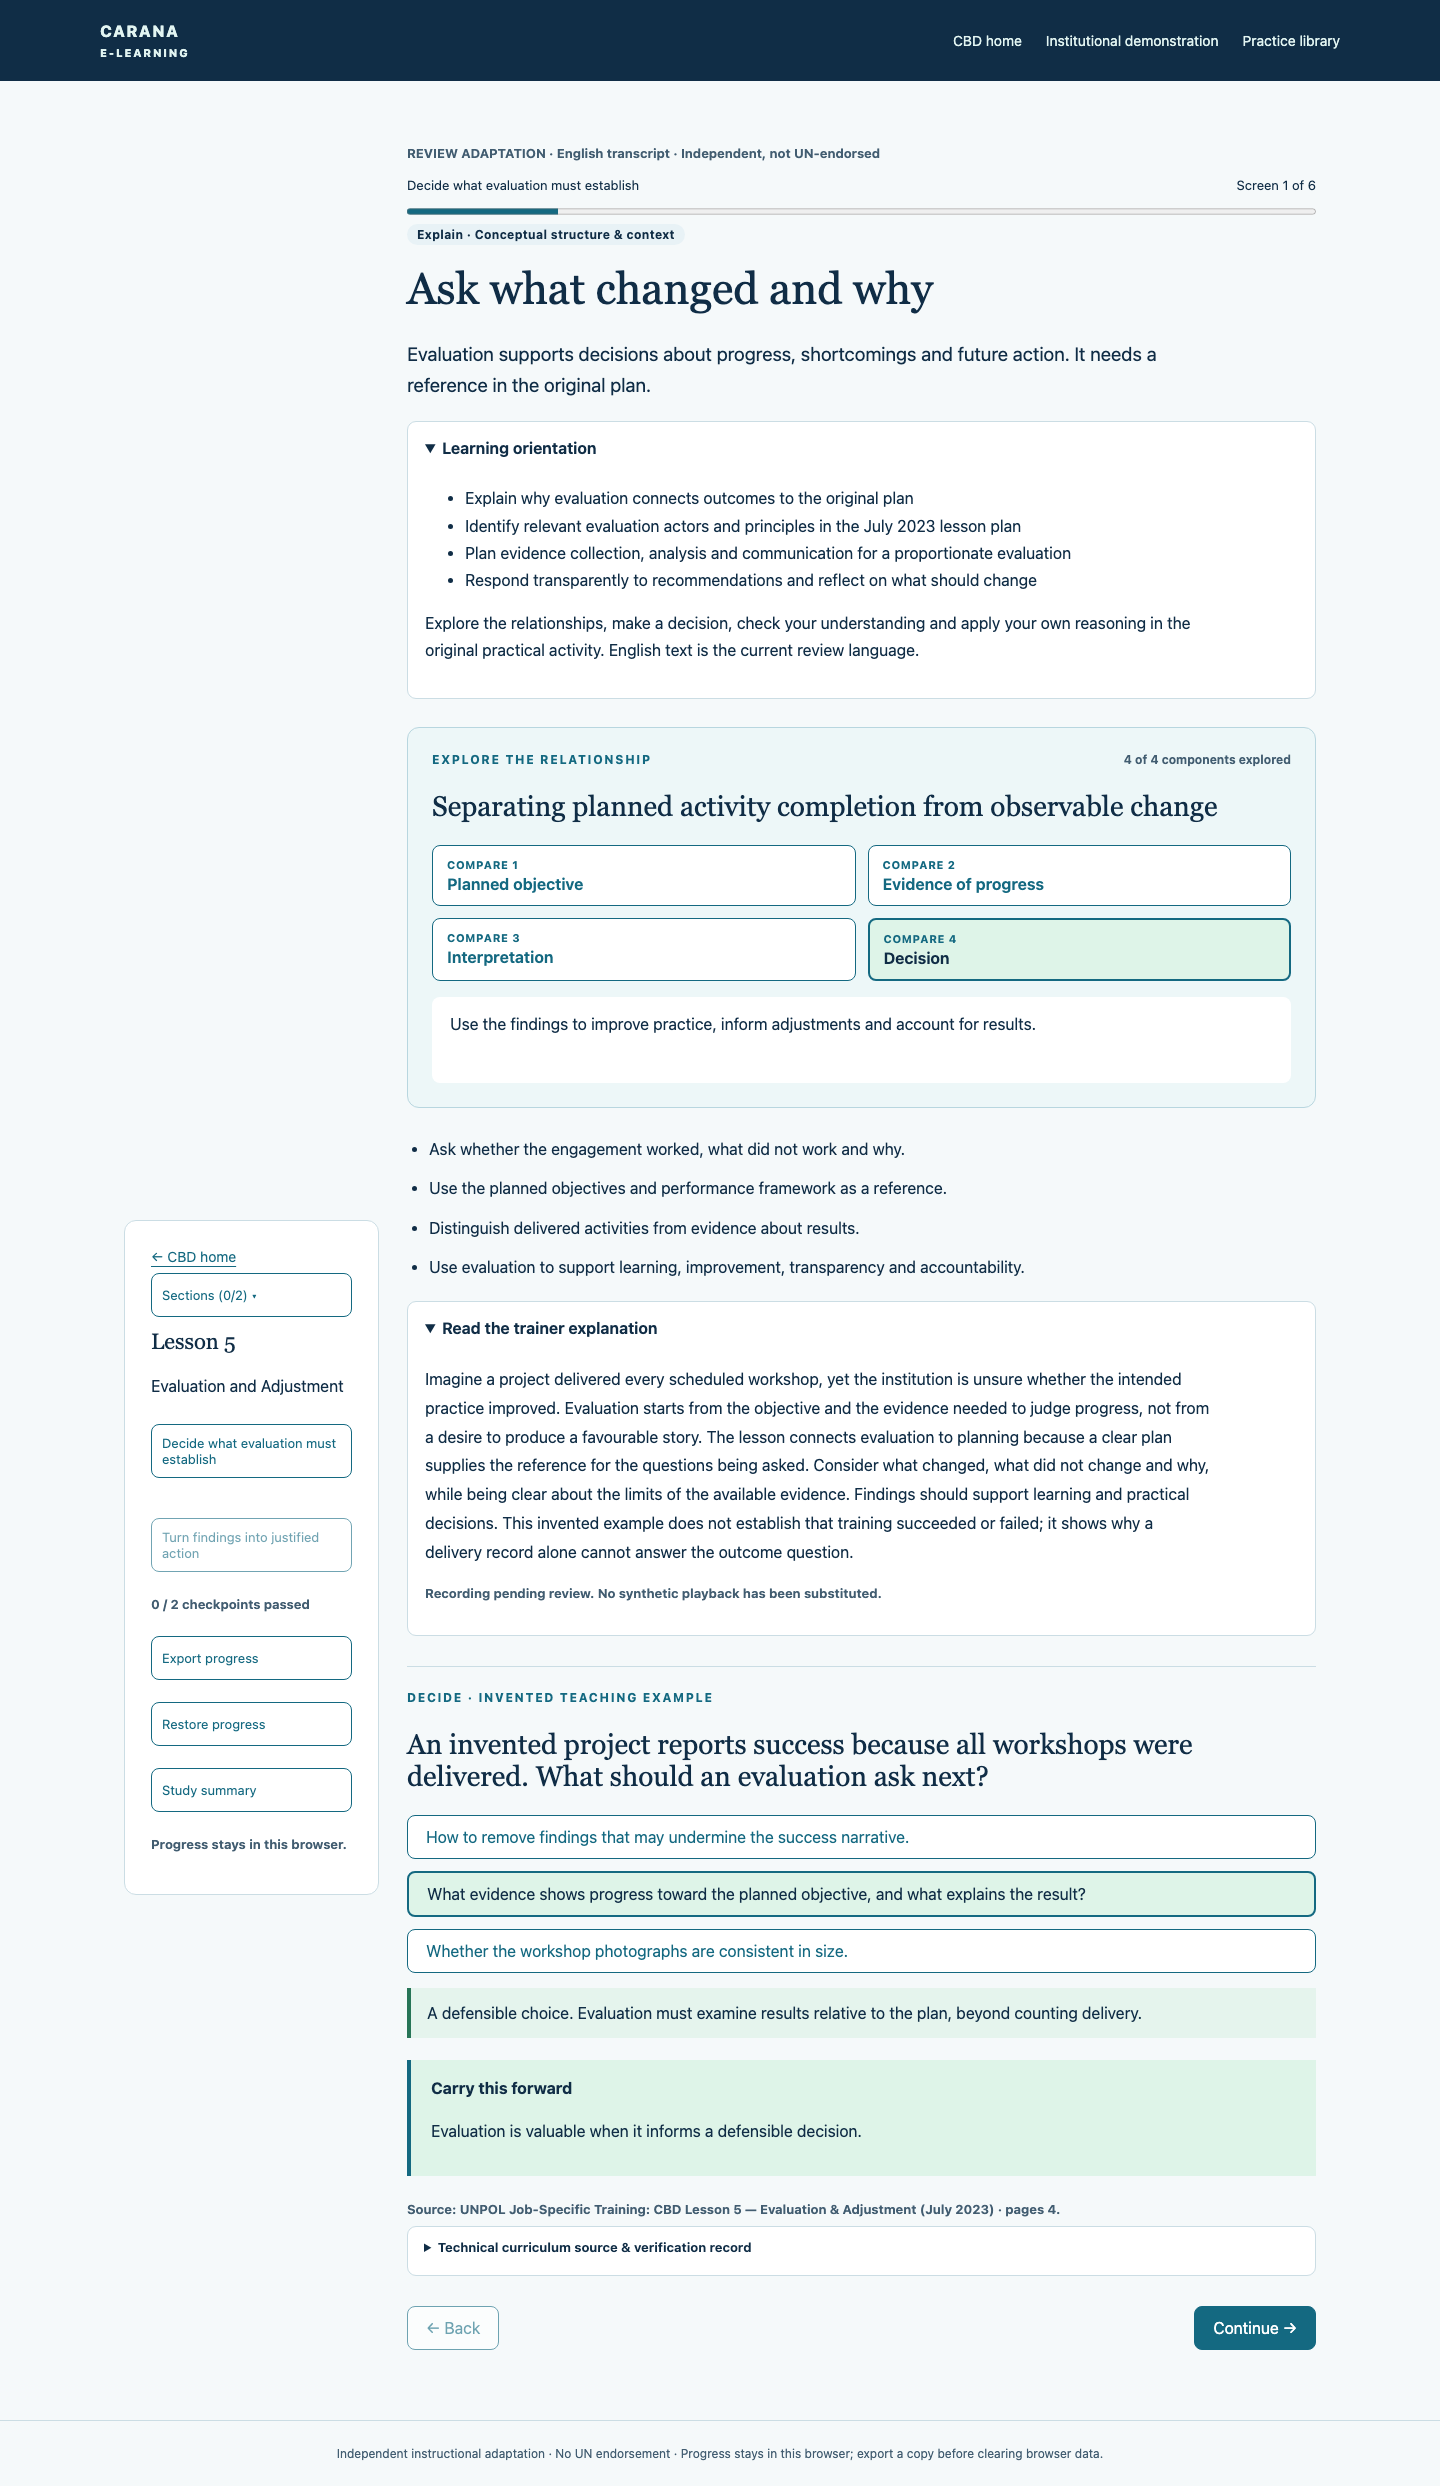 CARANA
E-LEARNING
CBD home
Institutional demonstration
Practice library
REVIEW ADAPTATION · English transcript · Independent, not UN-endorsed
Decide what evaluation must establish
Screen 1 of 6
Explain · Conceptual structure & context
Ask what changed and why
Evaluation supports decisions about progress, shortcomings and future action. It needs a
reference in the original plan.
▼ Learning orientation
• Explain why evaluation connects outcomes to the original plan
• Identify relevant evaluation actors and principles in the July 2023 lesson plan
• Plan evidence collection, analysis and communication for a proportionate evaluation
• Respond transparently to recommendations and reflect on what should change
Explore the relationships, make a decision, check your understanding and apply your own reasoning in the
original practical activity. English text is the current review language.
EXPLORE THE RELATIONSHIP
4 of 4 components explored
Separating planned activity completion from observable change
COMPARE 1
Planned objective
COMPARE 2
Evidence of progress
COMPARE 3
Interpretation
COMPARE 4
Decision
Use the findings to improve practice, inform adjustments and account for results.
• Ask whether the engagement worked, what did not work and why.
• Use the planned objectives and performance framework as a reference.
• Distinguish delivered activities from evidence about results.
• Use evaluation to support learning, improvement, transparency and accountability.
← CBD home
Sections (0/2) ▾
Lesson 5
Evaluation and Adjustment
Decide what evaluation must
establish
Turn findings into justified
action
0 / 2 checkpoints passed
Export progress
Restore progress
Study summary
Progress stays in this browser.
▼ Read the trainer explanation
Imagine a project delivered every scheduled workshop, yet the institution is unsure whether the intended
practice improved. Evaluation starts from the objective and the evidence needed to judge progress, not from
a desire to produce a favourable story. The lesson connects evaluation to planning because a clear plan
supplies the reference for the questions being asked. Consider what changed, what did not change and why,
while being clear about the limits of the available evidence. Findings should support learning and practical
decisions. This invented example does not establish that training succeeded or failed; it shows why a
delivery record alone cannot answer the outcome question.
Recording pending review. No synthetic playback has been substituted.
DECIDE · INVENTED TEACHING EXAMPLE
An invented project reports success because all workshops were
delivered. What should an evaluation ask next?
How to remove findings that may undermine the success narrative.
What evidence shows progress toward the planned objective, and what explains the result?
Whether the workshop photographs are consistent in size.
A defensible choice. Evaluation must examine results relative to the plan, beyond counting delivery.
Carry this forward
Evaluation is valuable when it informs a defensible decision.
Source: UNPOL Job-Specific Training: CBD Lesson 5 — Evaluation & Adjustment (July 2023) · pages 4.
▶ Technical curriculum source & verification record
← Back
Continue →
Independent instructional adaptation · No UN endorsement · Progress stays in this browser; export a copy before clearing browser data.